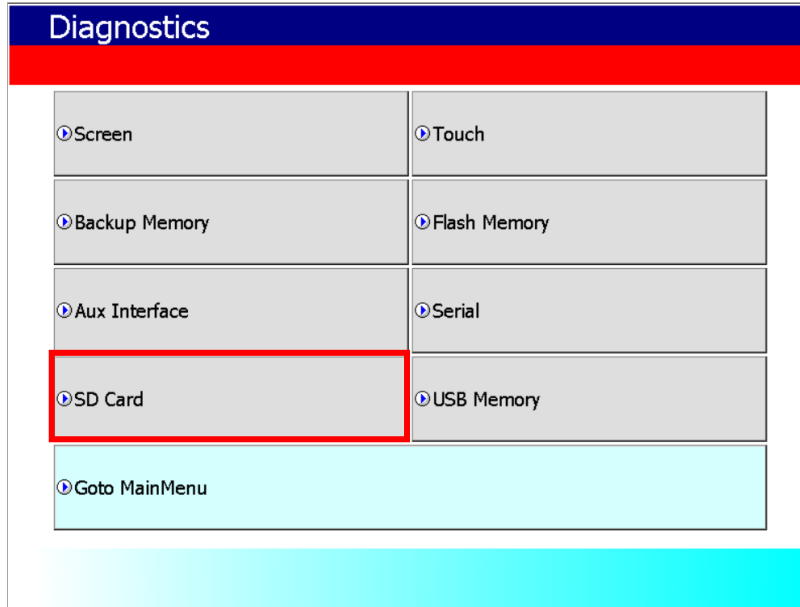 Diagnostics
Screen
Touch
Backup Memory
Flash Memory
Aux Interface
Serial
SD Card
USB Memory
Goto MainMenu